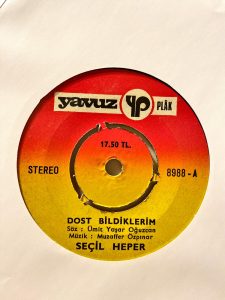 yavuz yp PLÂK
17.50 TL.
STEREO 8988-A
DOST BİLDİKLERİM
Söz : Ümit Yaşar Oğuzcan
Müzik : Muzaffer Özpınar
SEÇİL HEPER